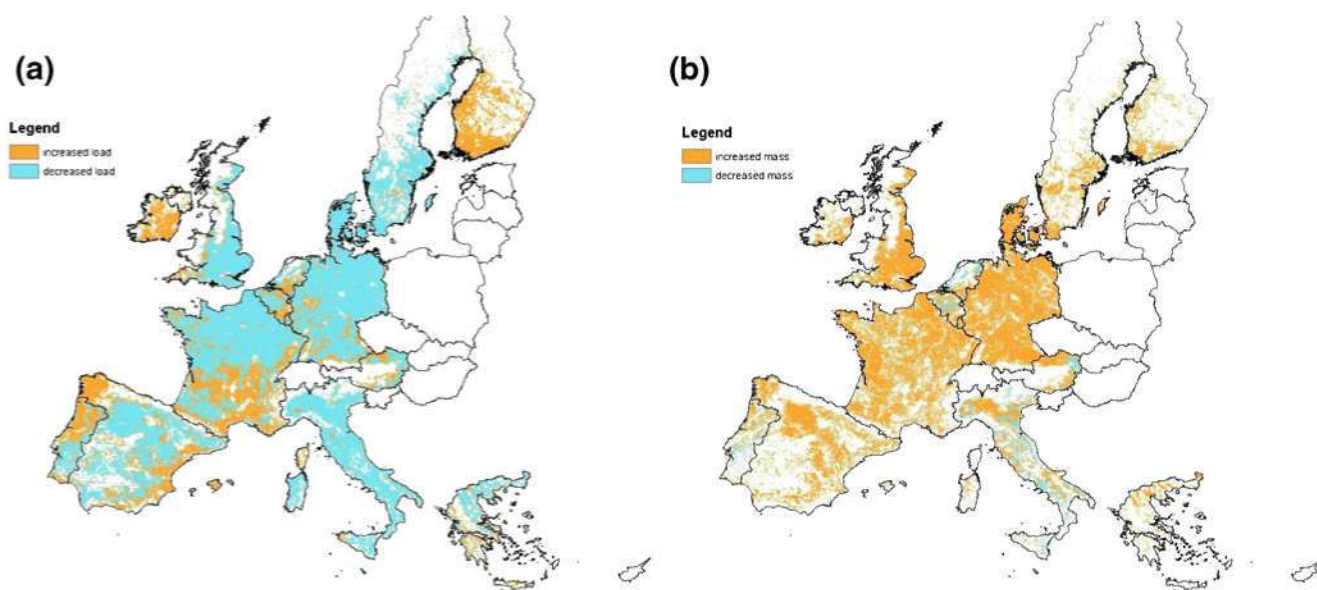 (a)
Legend
increased load
decreased load
(b)
Legend
increased mass
decreased mass